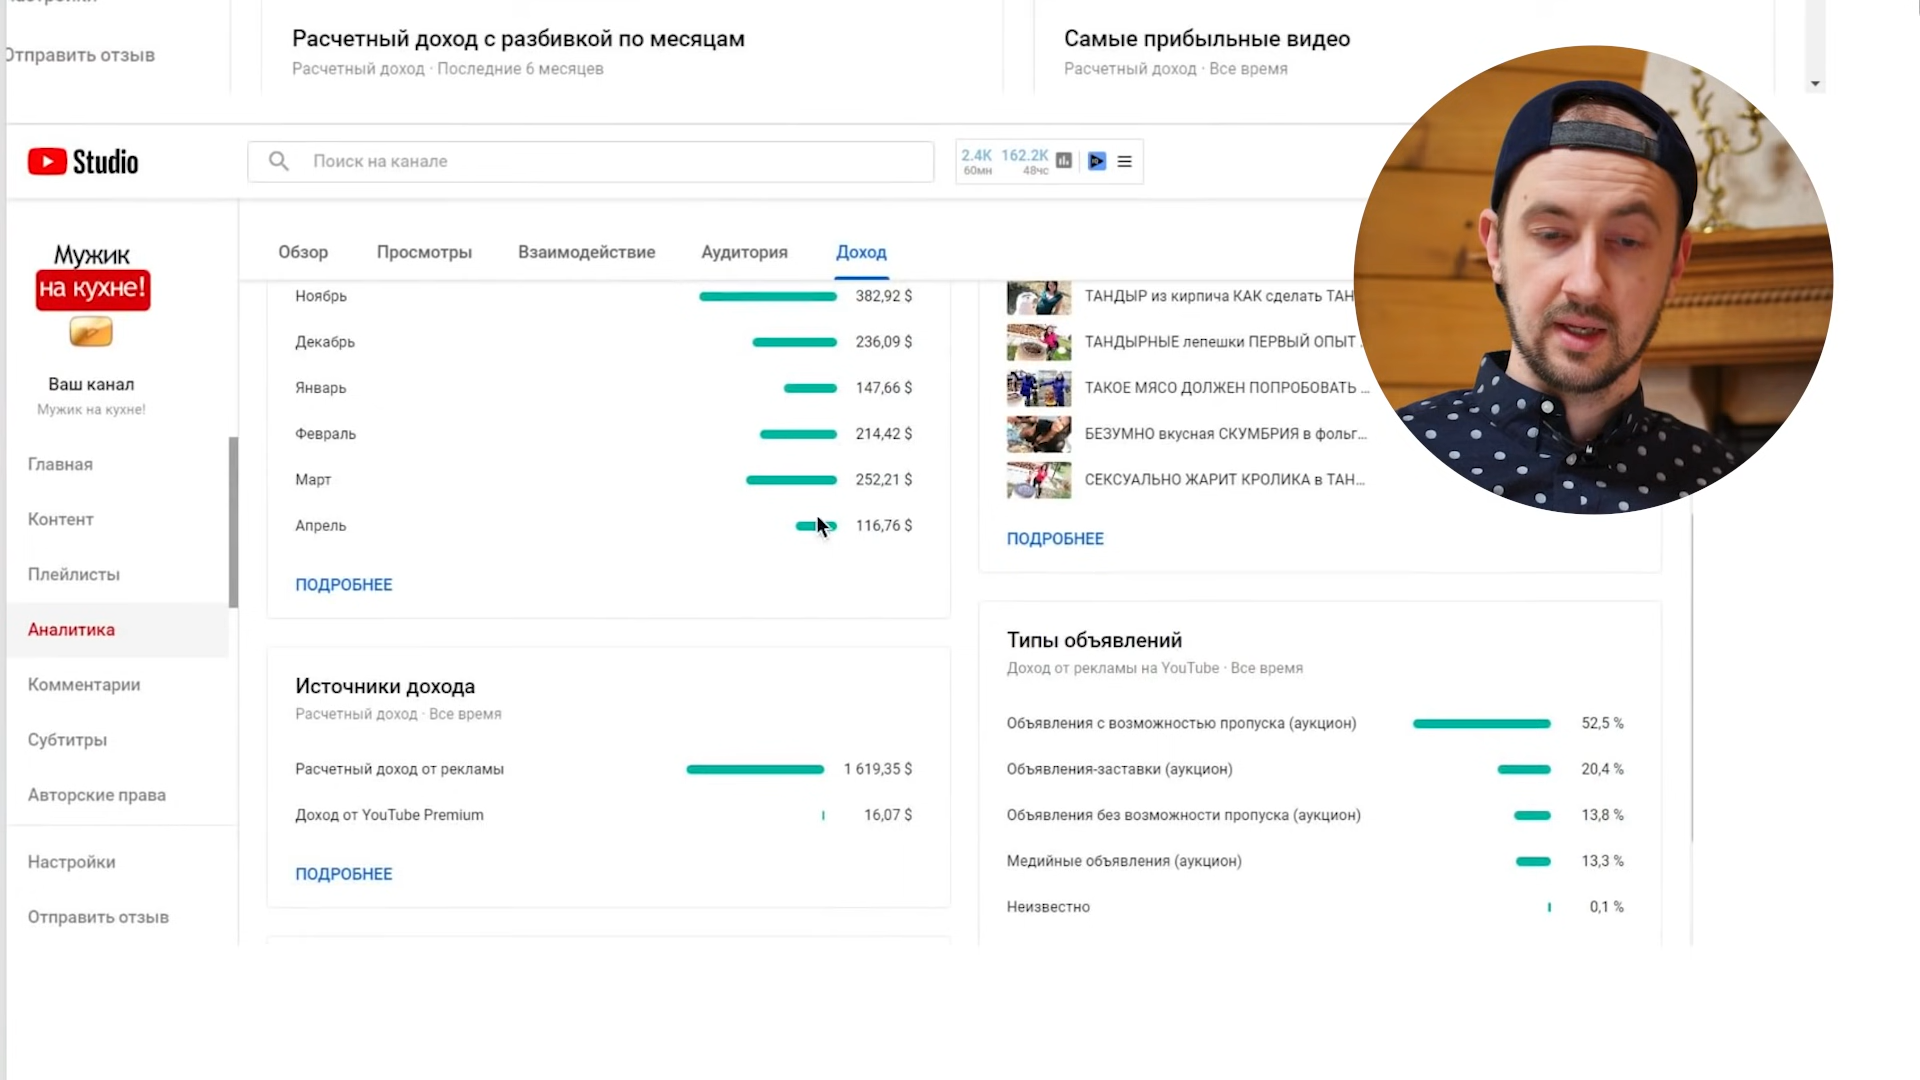 Отправить отзыв
Расчетный доход с разбивкой по месяцам
Расчетный доход · Последние 6 месяцев
Самые прибыльные видео
Расчетный доход · Все время
Studio
Поиск на канале
2.4K 162.2K
60мн 48чс
Мужик
на кухне!
Ваш канал
Мужик на кухне!
Главная
Контент
Плейлисты
Аналитика
Комментарии
Субтитры
Авторские права
Настройки
Отправить отзыв
Обзор Просмотры Взаимодействие Аудитория Доход
Ноябрь 382,92 $
Декабрь 236,09 $
Январь 147,66 $
Февраль 214,42 $
Март 252,21 $
Апрель 116,76 $
ПОДРОБНЕЕ
ТАНДЫР из кирпича КАК сделать ТАН
ТАНДЫРНЫЕ лепешки ПЕРВЫЙ ОПЫТ
ТАКОЕ МЯСО ДОЛЖЕН ПОПРОБОВАТЬ ...
БЕЗУМНО вкусная СКУМБРИЯ в фольг...
СЕКСУАЛЬНО ЖАРИТ КРОЛИКА в ТАН...
ПОДРОБНЕЕ
Источники дохода
Расчетный доход · Все время
Расчетный доход от рекламы 1 619,35 $
Доход от YouTube Premium 16,07 $
ПОДРОБНЕЕ
Типы объявлений
Доход от рекламы на YouTube · Все время
Объявления с возможностью пропуска (аукцион) 52,5 %
Объявления-заставки (аукцион) 20,4 %
Объявления без возможности пропуска (аукцион) 13,8 %
Медийные объявления (аукцион) 13,3 %
Неизвестно 0,1 %